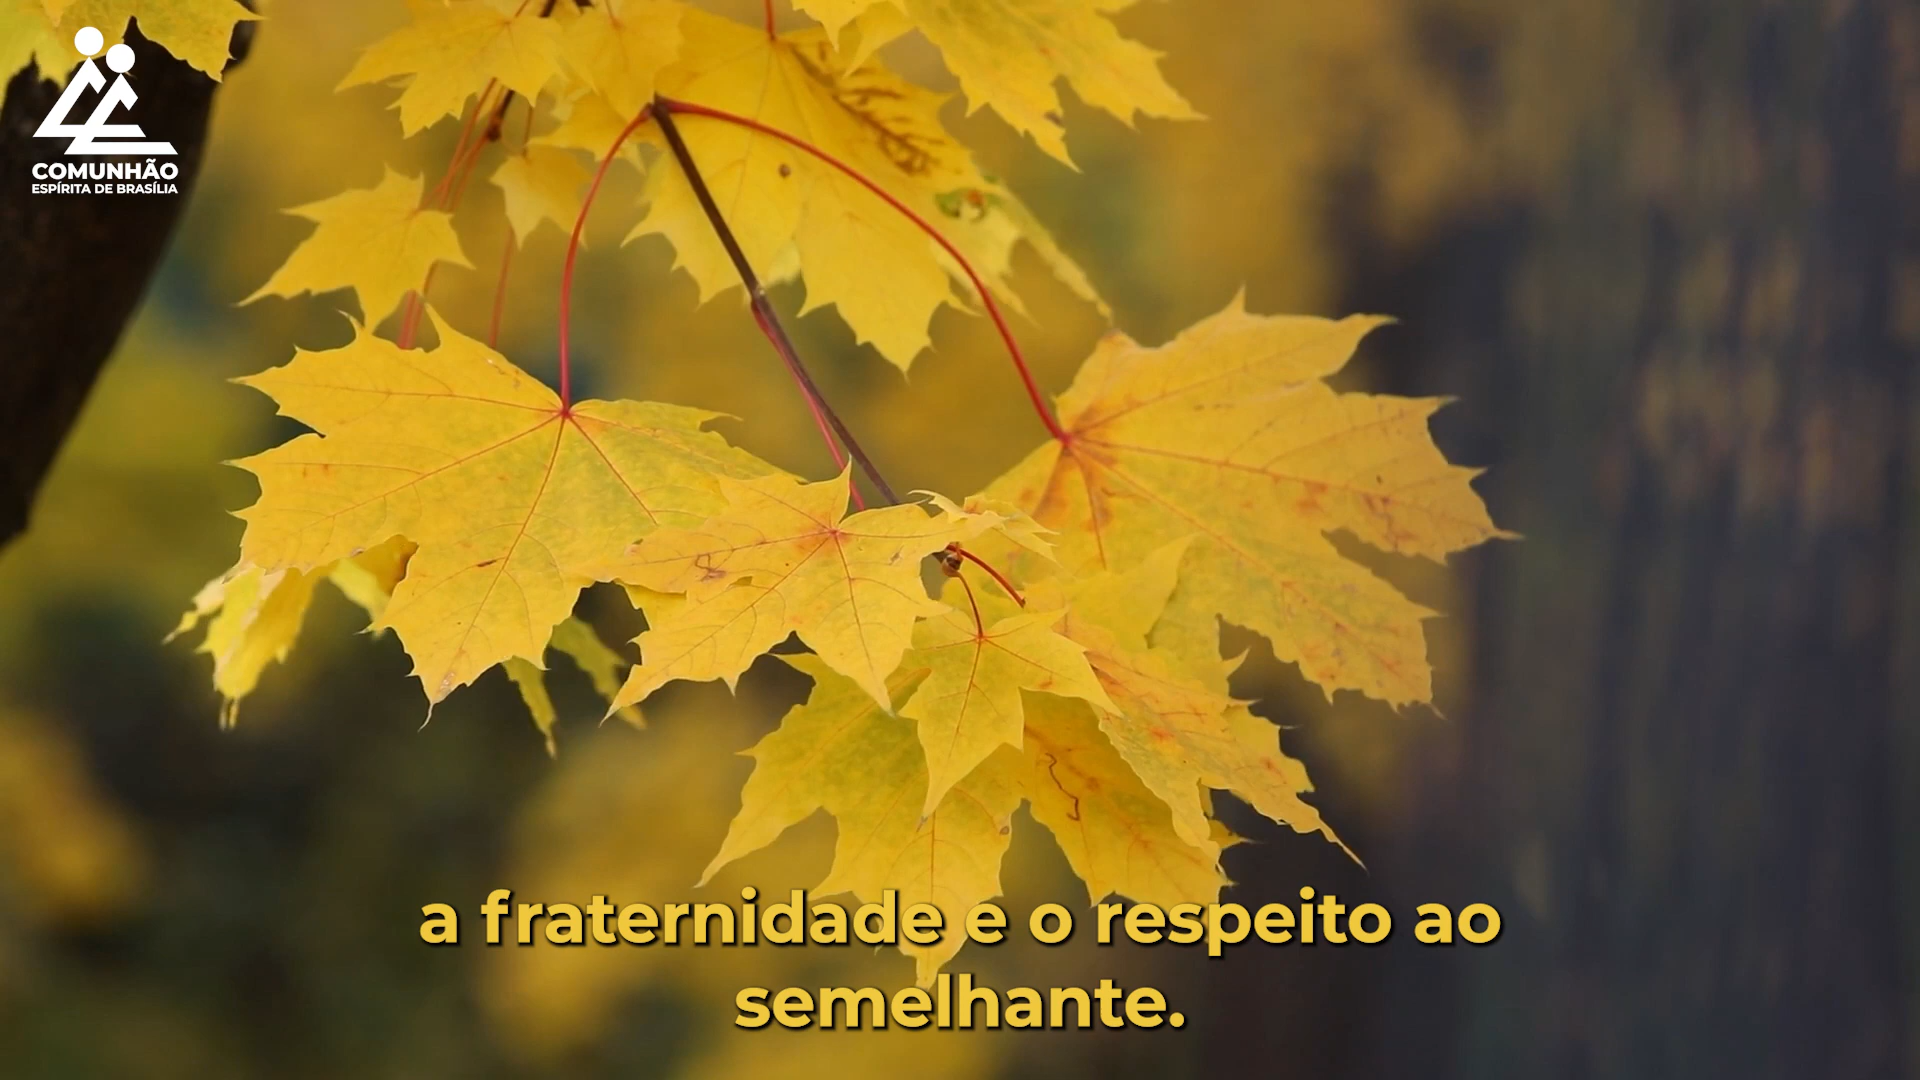 COMUNHÃO
ESPÍRITA DE BRASÍLIA
a fraternidade e o respeito ao
semelhante.